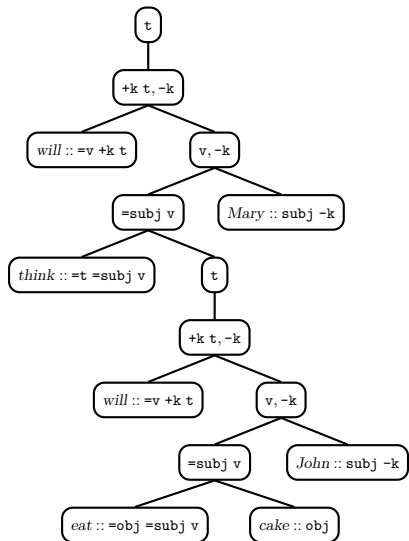 t
+k t, -k
will :: =v +k t
v, -k
=subj v
Mary :: subj -k
think :: =t =subj v
t
+k t, -k
will :: =v +k t
v, -k
=subj v
John :: subj -k
eat :: =obj =subj v
cake :: obj